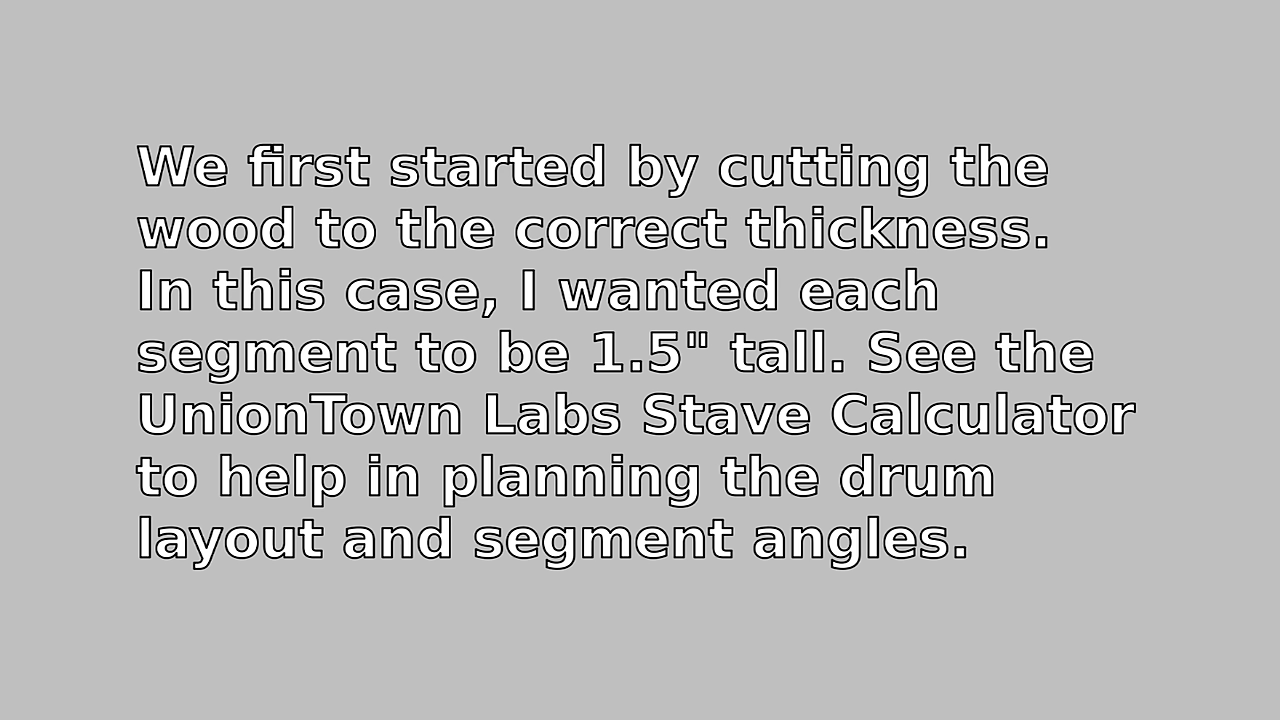 We first started by cutting the
wood to the correct thickness.
In this case, I wanted each
segment to be 1.5" tall. See the
UnionTown Labs Stave Calculator
to help in planning the drum
layout and segment angles.